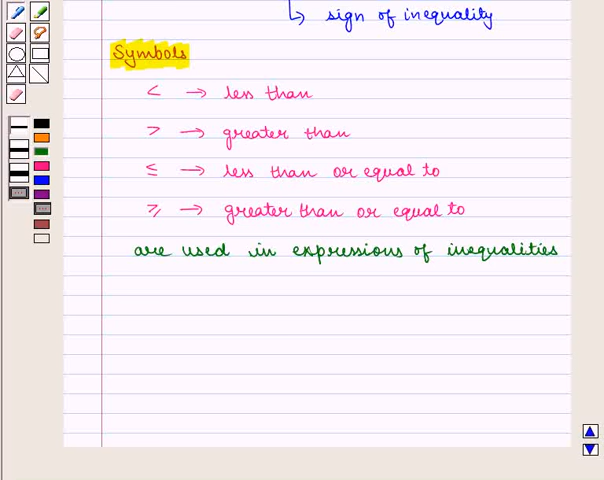 ↳ sign of inequality
Symbols
< → less than
> → greater than
≤ → less than or equal to
≥ → greater than or equal to
are used in expressions of inequalities